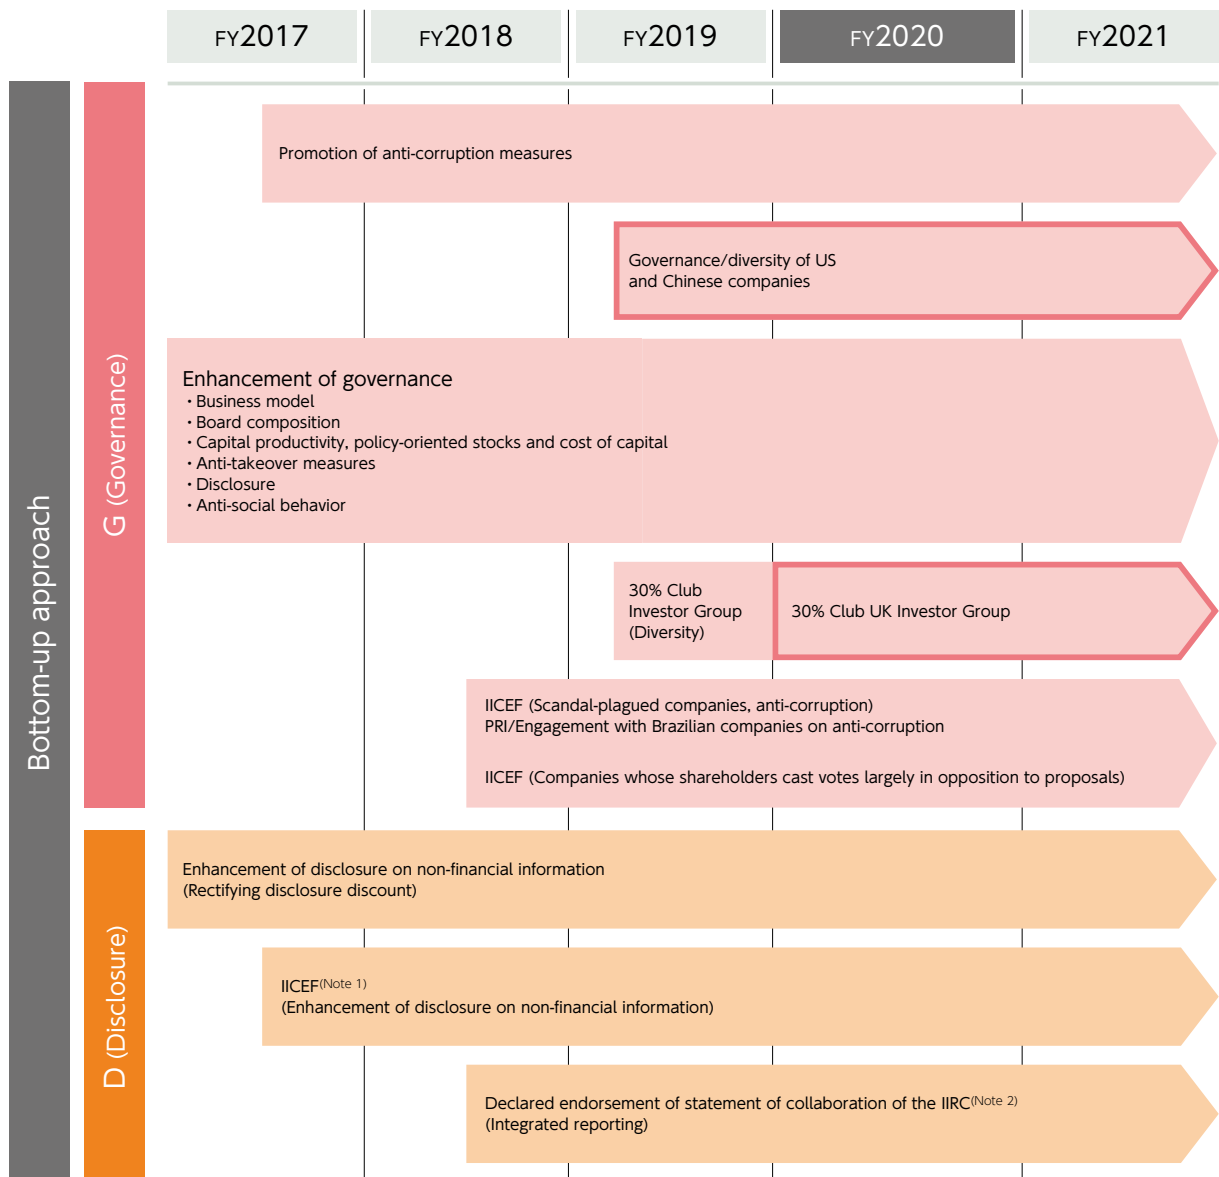 FY2017
FY2018
FY2019
FY2020
FY2021
Bottom-up approach
G (Governance)
Promotion of anti-corruption measures
Governance/diversity of US
and Chinese companies
Enhancement of governance
・Business model
・Board composition
・Capital productivity, policy-oriented stocks and cost of capital
・Anti-takeover measures
・Disclosure
・Anti-social behavior
30% Club
Investor Group
(Diversity)
30% Club UK Investor Group
IICEF (Scandal-plagued companies, anti-corruption)
PRI/Engagement with Brazilian companies on anti-corruption
IICEF (Companies whose shareholders cast votes largely in opposition to proposals)
D (Disclosure)
Enhancement of disclosure on non-financial information
(Rectifying disclosure discount)
IICEF(Note 1)
(Enhancement of disclosure on non-financial information)
Declared endorsement of statement of collaboration of the IIRC(Note 2)
(Integrated reporting)